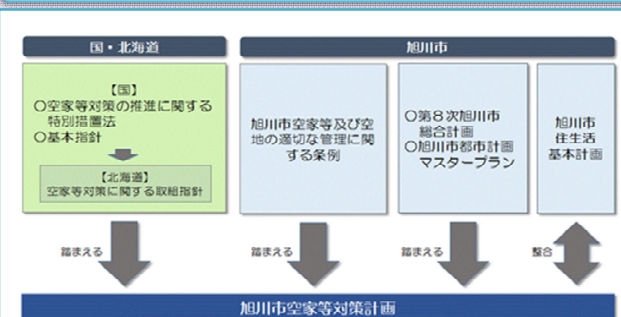 国・北海道
旭川市
【国】
〇空家等対策の推進に関する
特別措置法
〇基本指針
【北海道】
空家等対策に関する取組指針
旭川市空家等及び空
地の適切な管理に関
する条例
〇第8次旭川市
総合計画
〇旭川市都市計画
マスタープラン
旭川市
住生活
基本計画
踏まえる
踏まえる
踏まえる
整合
旭川市空家等対策計画